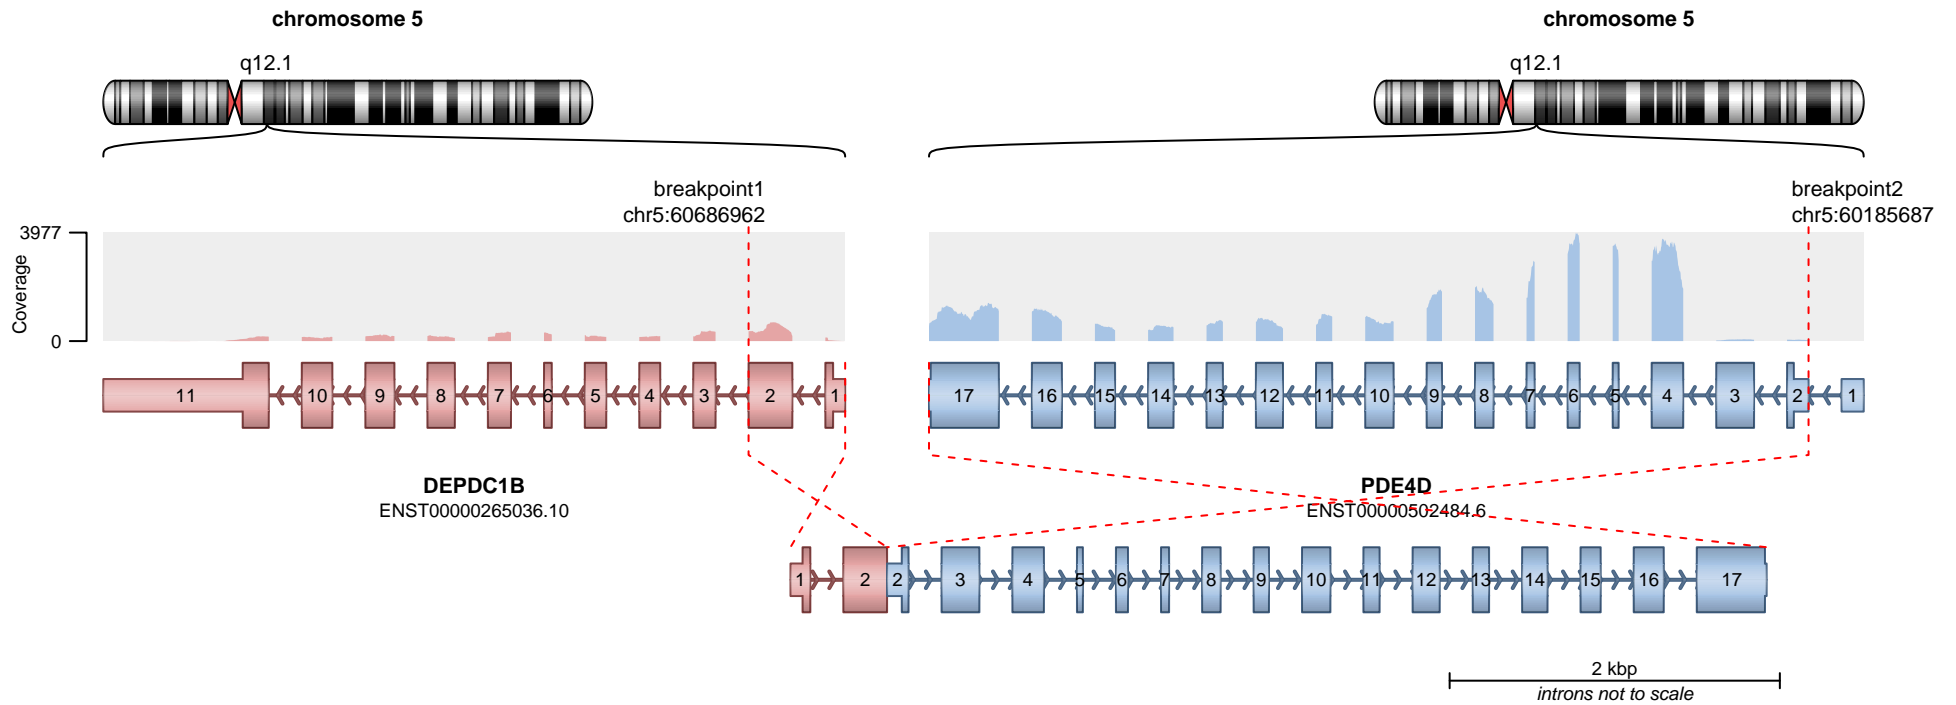 chromosome 5
chromosome 5
q12.1
q12.1
breakpoint1
chr5:60686962
breakpoint2
chr5:60185687
3977
Coverage
0
11 10 9 8 7 6 5 4 3 2 1
17 16 15 14 13 12 11 10 9 8 7 6 5 4 3 2 1
DEPDC1B
ENST00000265036.10
PDE4D
ENST00000502484.6
1 2 2 3 4 5 6 7 8 9 10 11 12 13 14 15 16 17
2 kbp
introns not to scale